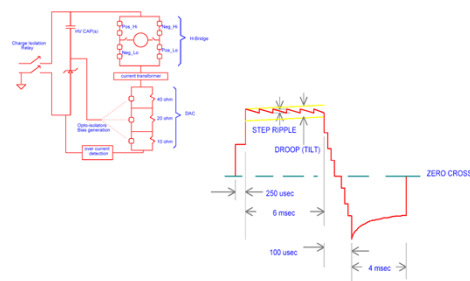 Charge Isolation
Relay
HV CAP(s)
Pos_Hi
Neg_Hi
Neg_Lo
Pos_Lo
H-Bridge
current transformer
45 ohm
20 ohm
10 ohm
DAC
Opto-isolators
Bias generation
over current
detection
STEP RIPPLE
DROOP (TILT)
ZERO CROSS
250 usec
6 msec
100 usec
4 msec